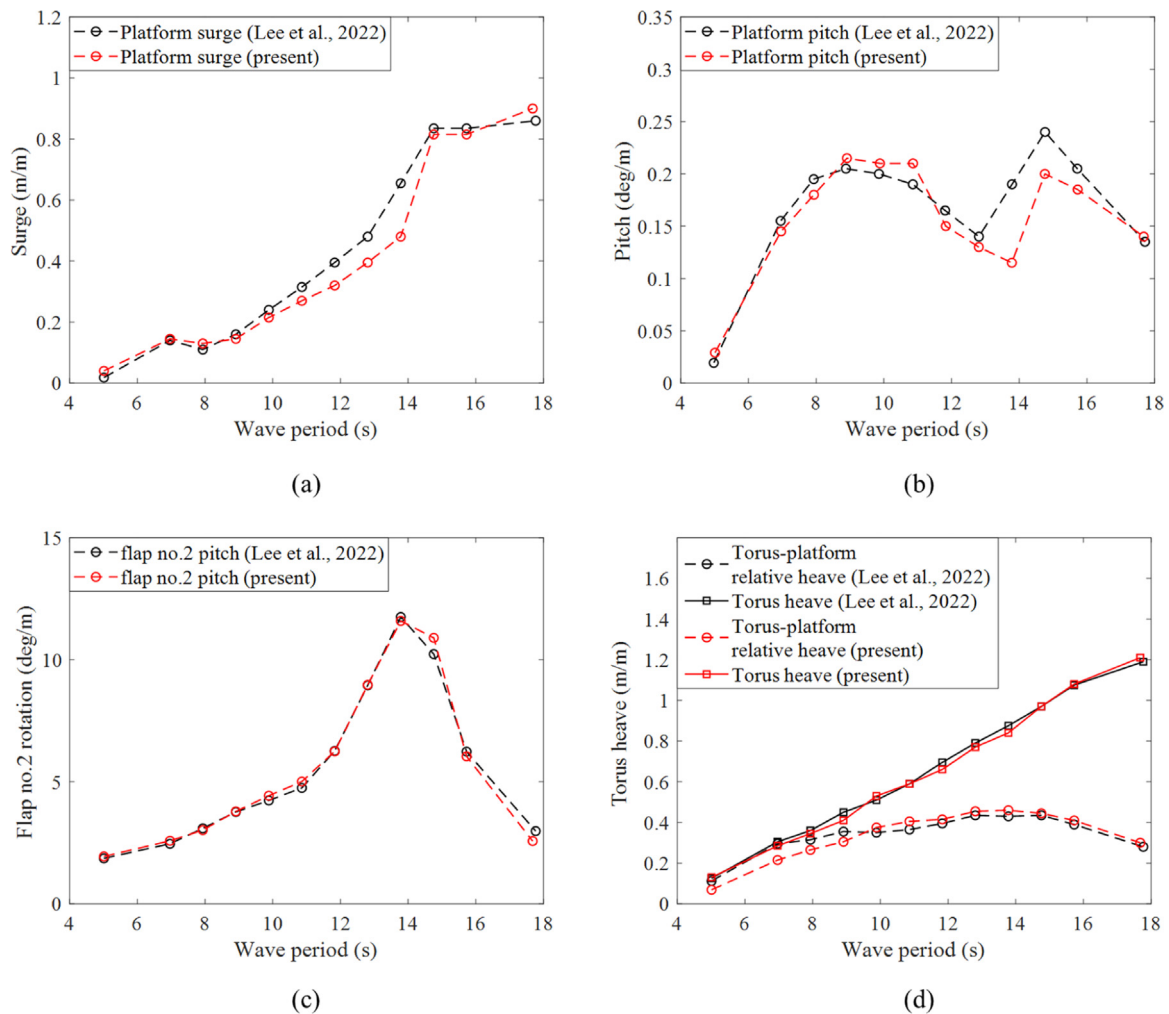 Platform surge (Lee et al., 2022)
Platform surge (present)
1.2
1
0.8
0.6
0.4
0.2
0
Surge (m/m)
4 6 8 10 12 14 16 18
Wave period (s)
(a)
Platform pitch (Lee et al., 2022)
Platform pitch (present)
0.35
0.3
0.25
0.2
0.15
0.1
0.05
0
Pitch (deg/m)
4 6 8 10 12 14 16 18
Wave period (s)
(b)
flap no.2 pitch (Lee et al., 2022)
flap no.2 pitch (present)
15
10
5
0
Flap no.2 rotation (deg/m)
4 6 8 10 12 14 16 18
Wave period (s)
(c)
Torus-platform
relative heave (Lee et al., 2022)
Torus heave (Lee et al., 2022)
Torus-platform
relative heave (present)
Torus heave (present)
1.6
1.4
1.2
1
0.8
0.6
0.4
0.2
0
Torus heave (m/m)
4 6 8 10 12 14 16 18
Wave period (s)
(d)